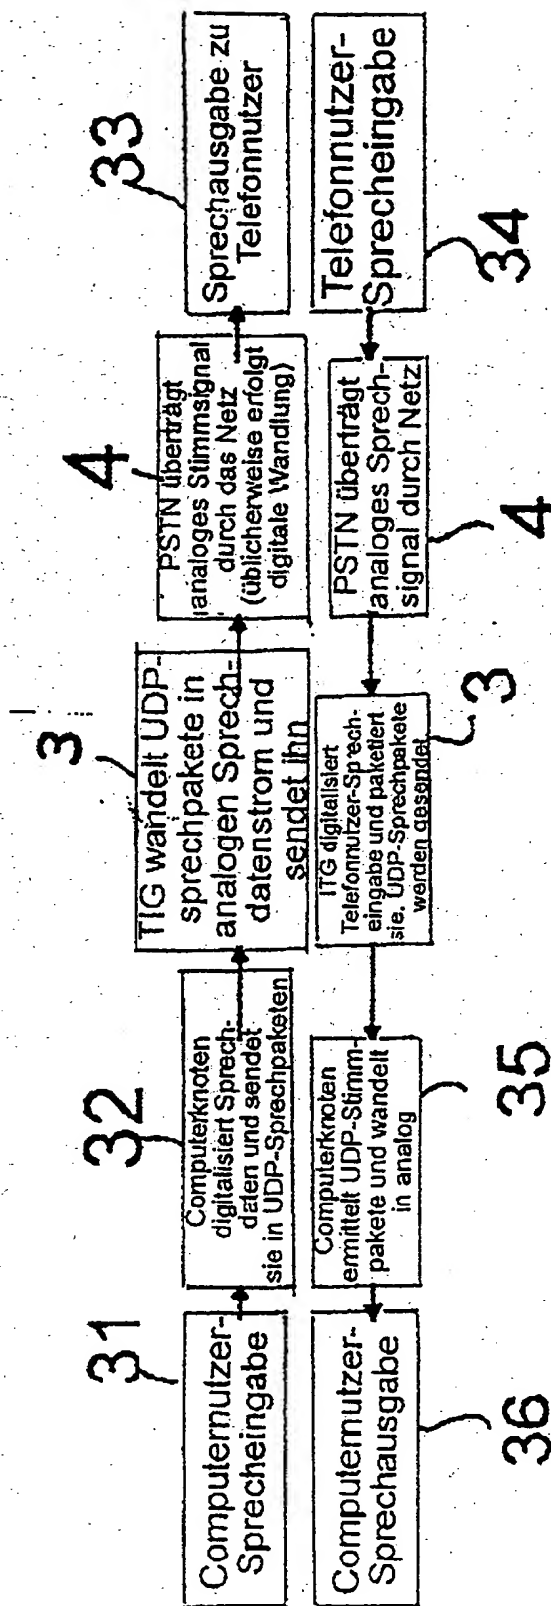 31
Computernutzer-
Sprecheingabe
32
Computerknoten
digitalisiert Sprech-
daten und sendet
sie in UDP-Sprechpaketen
3
TIG wandelt UDP-
sprechpakete in
analogen Sprech-
datenstrom und
sendet ihn
4
PSTN überträgt
analoges Stimmsignal
durch das Netz
(üblicherweise erfolgt
digitale Wandlung)
33
Sprechausgabe zu
Telefonnutzer
Telefonnutzer-
Sprecheingabe
34
PSTN überträgt
analoges Sprech-
signal durch Netz
4
ITG digitalisiert
Telefonnutzer-Sprech-
eingabe und paketiert
sie. UDP-Sprechpakete
werden gesendet
3
Computerknoten
ermittelt UDP-Stimm-
pakete und wandelt
in analog
35
Computernutzer-
Sprechausgabe
36